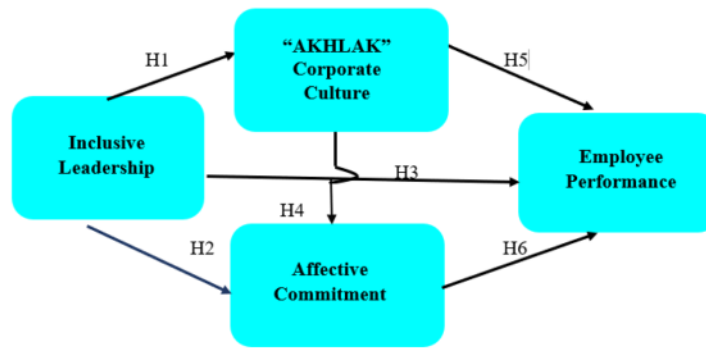 “AKHLAK”
Corporate
Culture
H1
H5
Inclusive
Leadership
Employee
Performance
H3
H4
H2
H6
Affective
Commitment